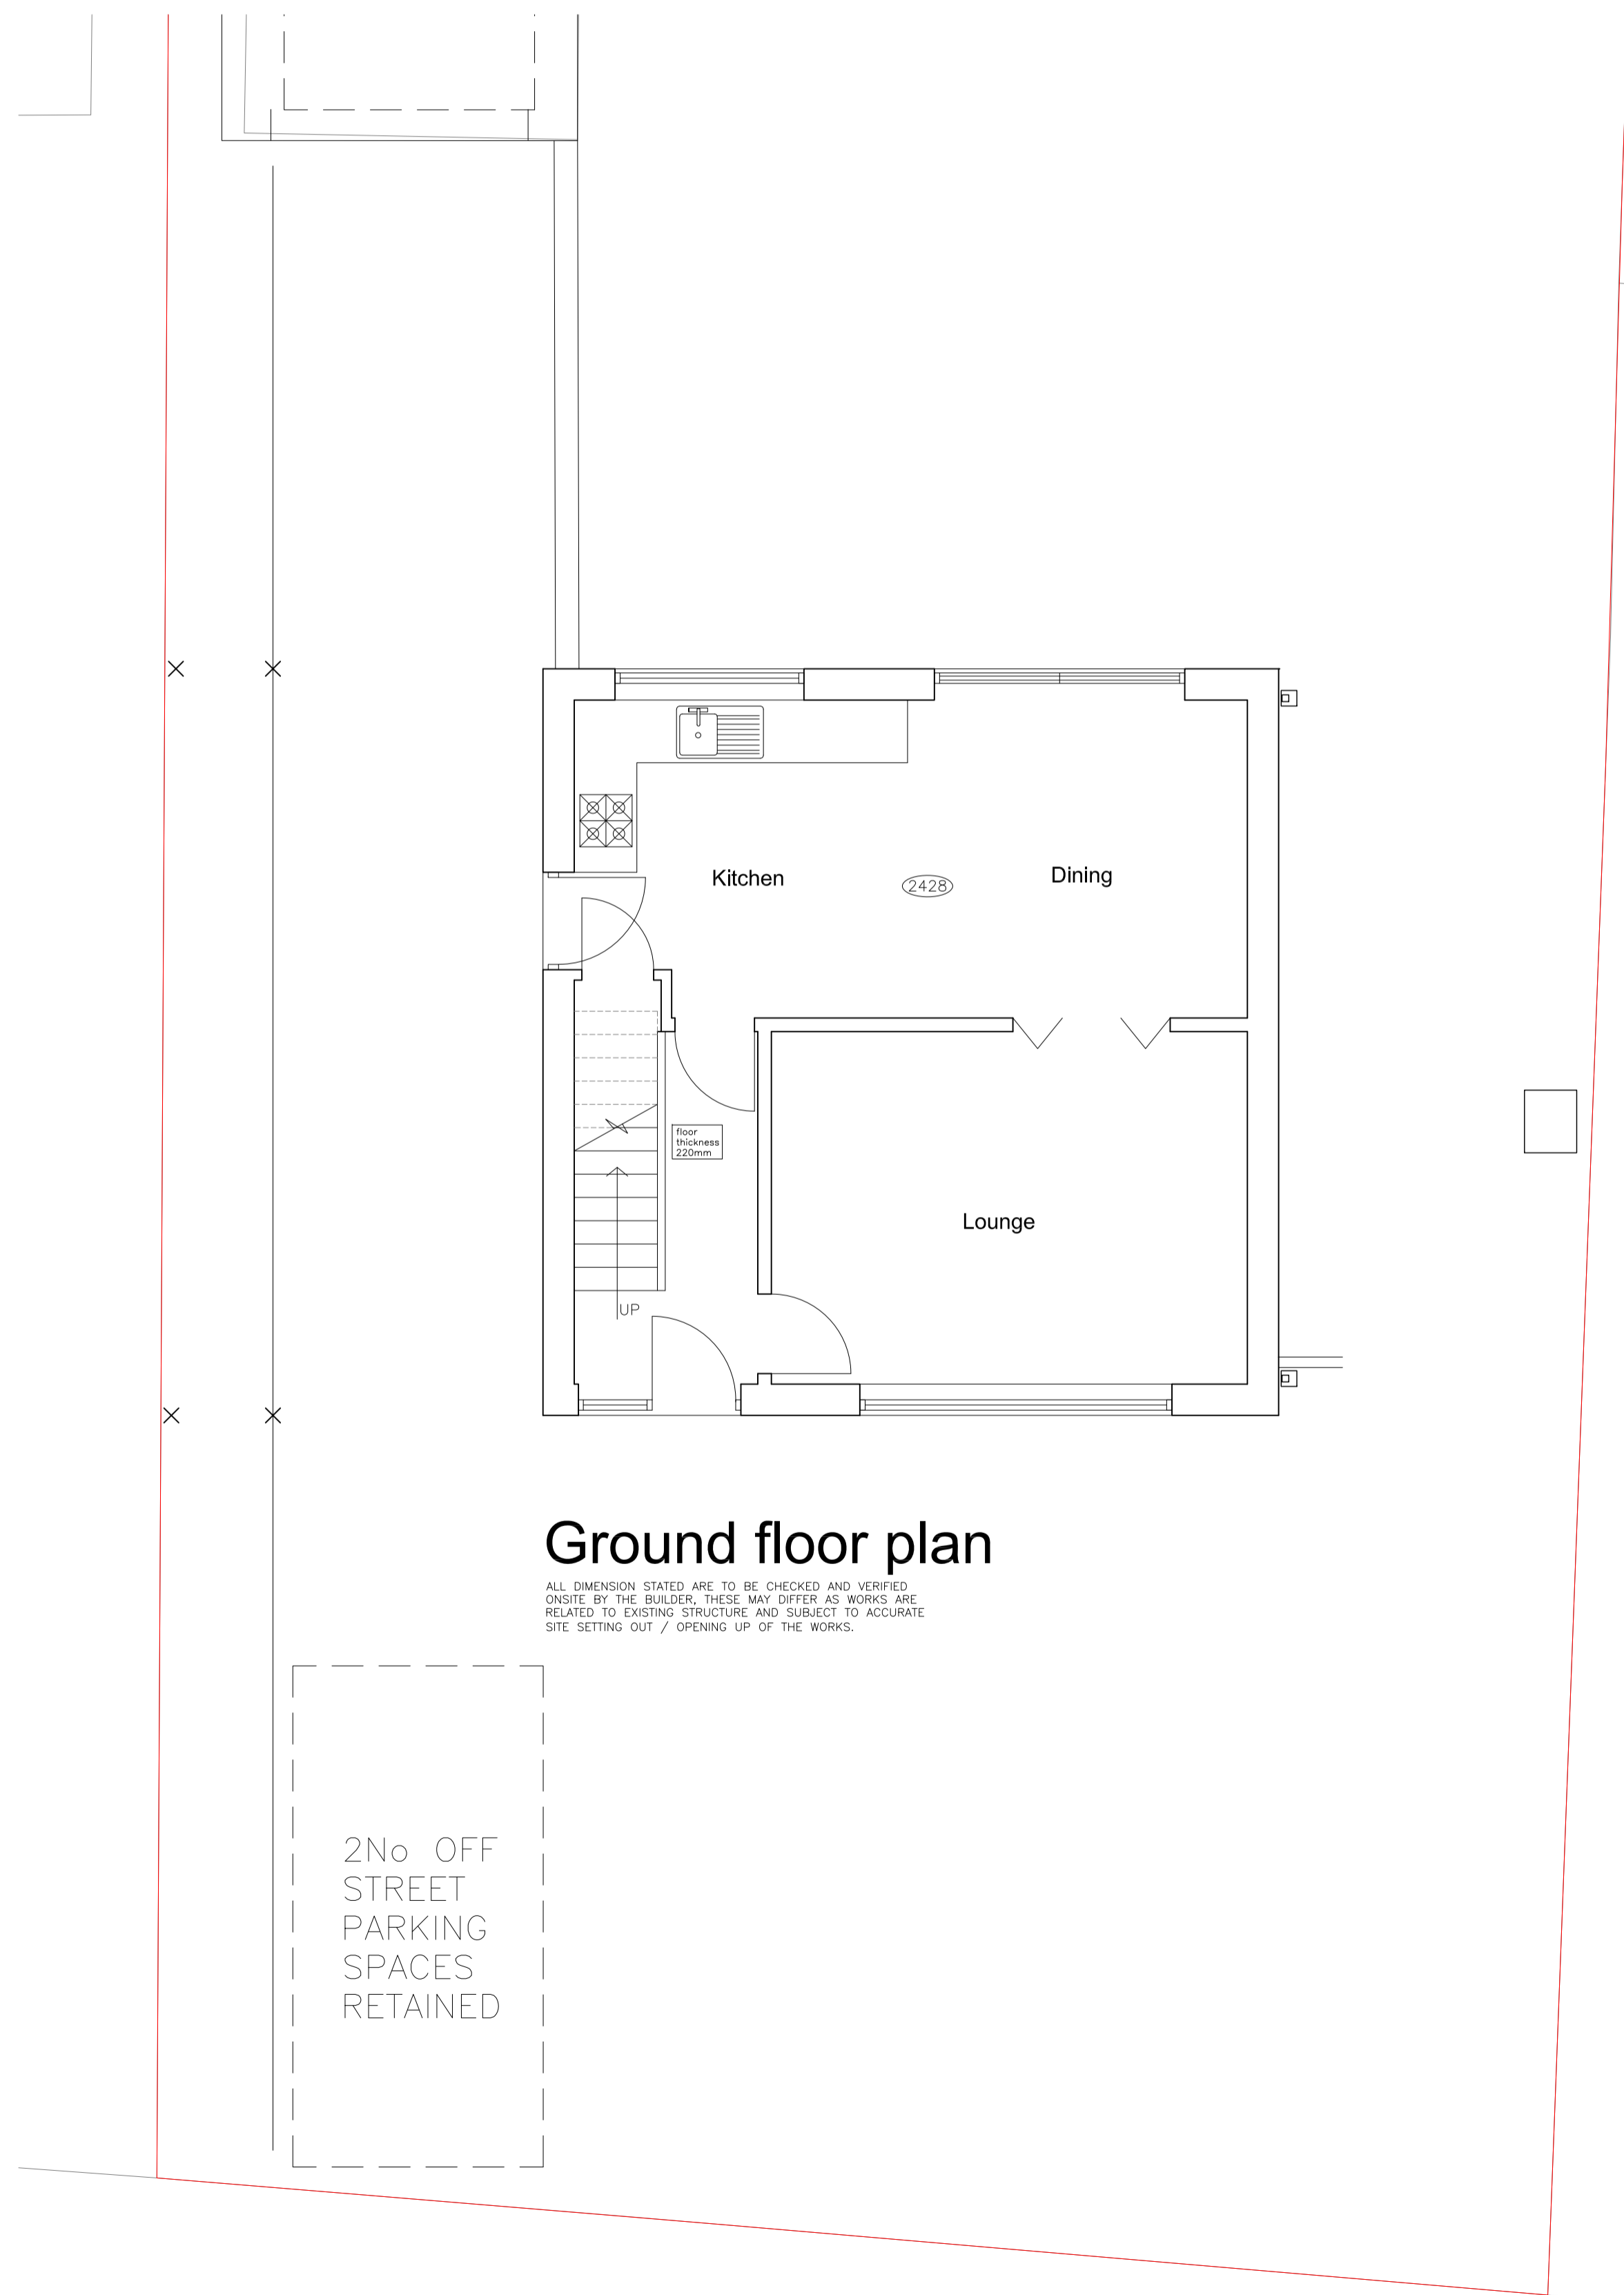 Kitchen
2428
Dining
floor
thickness
220mm
Lounge
UP
Ground floor plan
ALL DIMENSION STATED ARE TO BE CHECKED AND VERIFIED
ONSITE BY THE BUILDER, THESE MAY DIFFER AS WORKS ARE
RELATED TO EXISTING STRUCTURE AND SUBJECT TO ACCURATE
SITE SETTING OUT / OPENING UP OF THE WORKS.
2No OFF
STREET
PARKING
SPACES
RETAINED